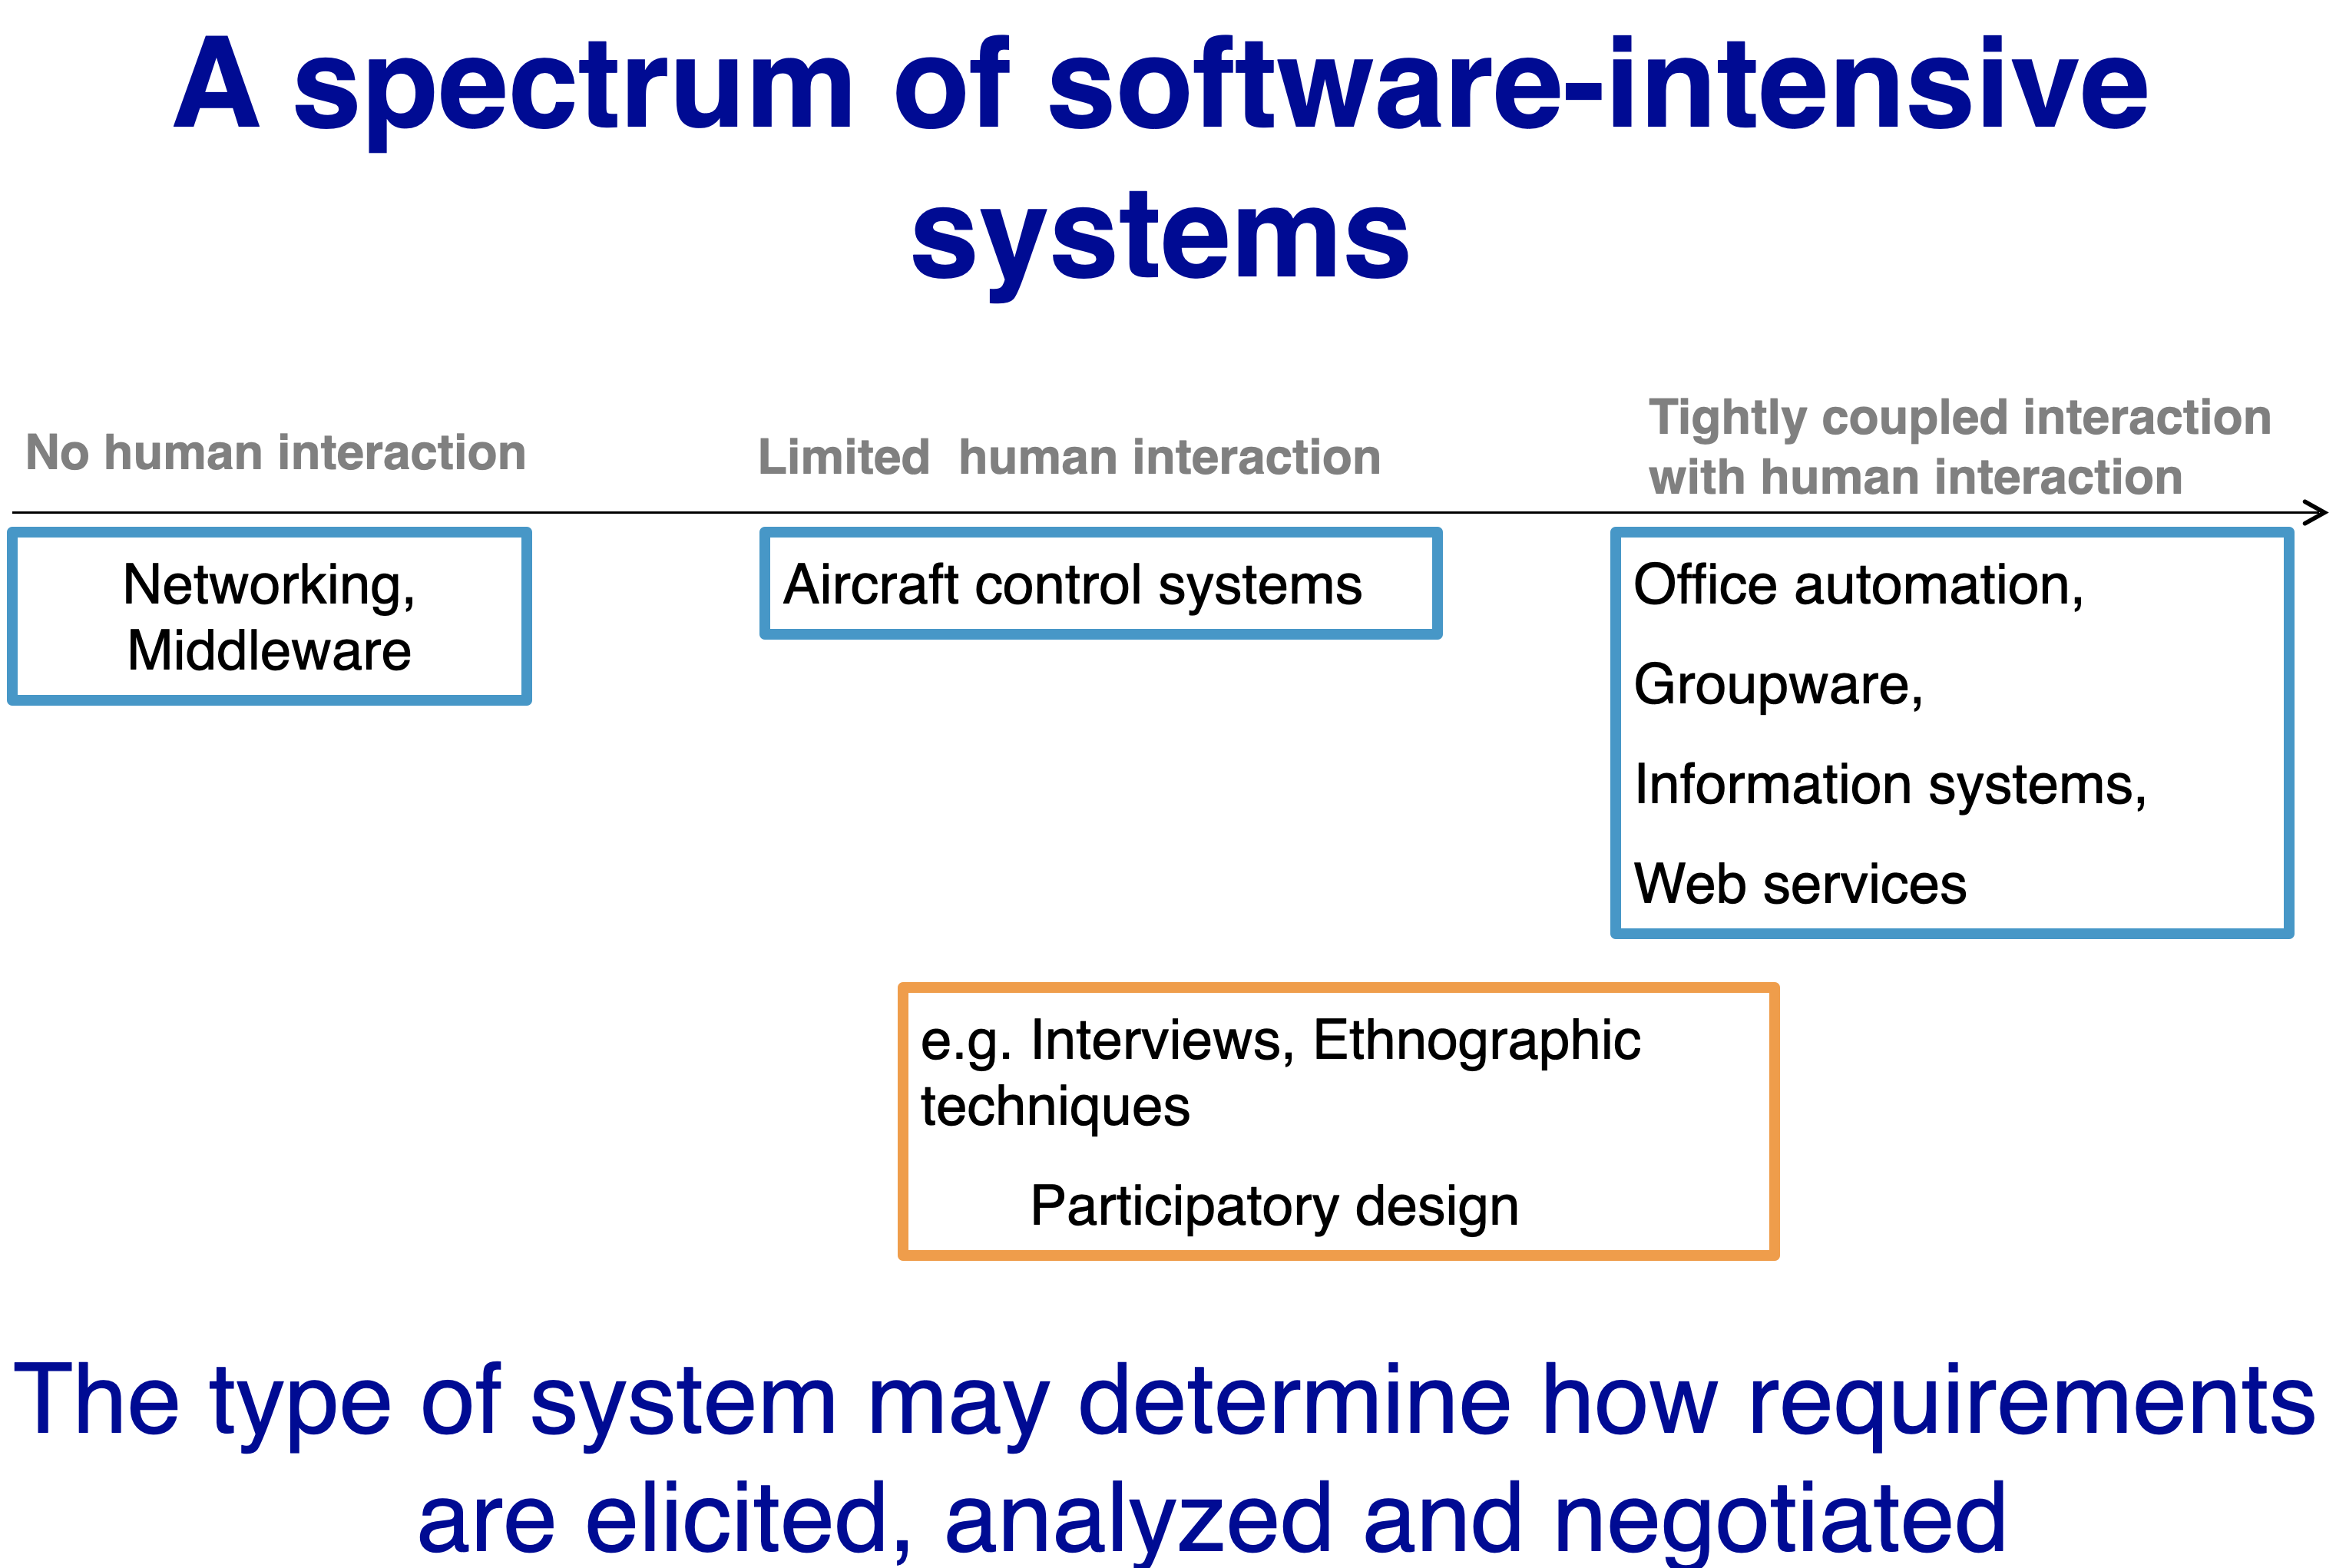 A spectrum of software-intensive
systems
No human interaction
Limited  human interaction
Tightly coupled interaction
with human interaction
Networking,
Middleware
Aircraft control systems
Office automation,
Groupware,
Information systems,
Web services
e.g. Interviews, Ethnographic
techniques
Participatory design
The type of system may determine how requirements
are elicited, analyzed and negotiated